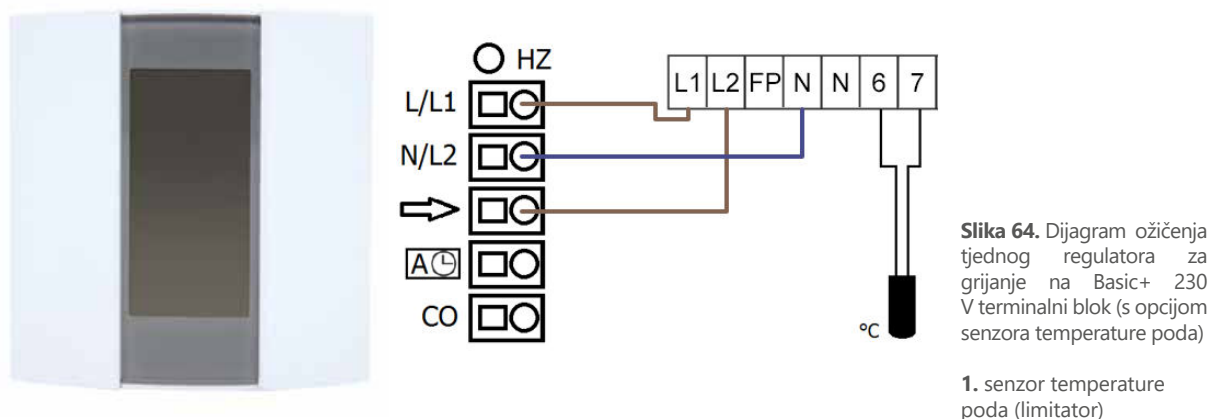 HZ
L/L1
N/L2
A
CO
L1 L2 FP N N 6 7
°C
Slika 64. Dijagram ožičenja
tjednog regulatora za
grijanje na Basic+ 230
V terminalni blok (s opcijom
senzora temperature poda)
1. senzor temperature
poda (limitator)